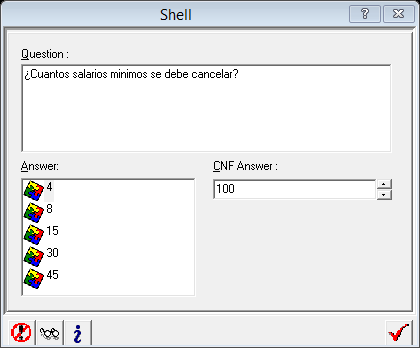 Shell
Question :
¿Cuantos salarios minimos se debe cancelar?
Answer:
CNF Answer :
4
100
8
15
30
45